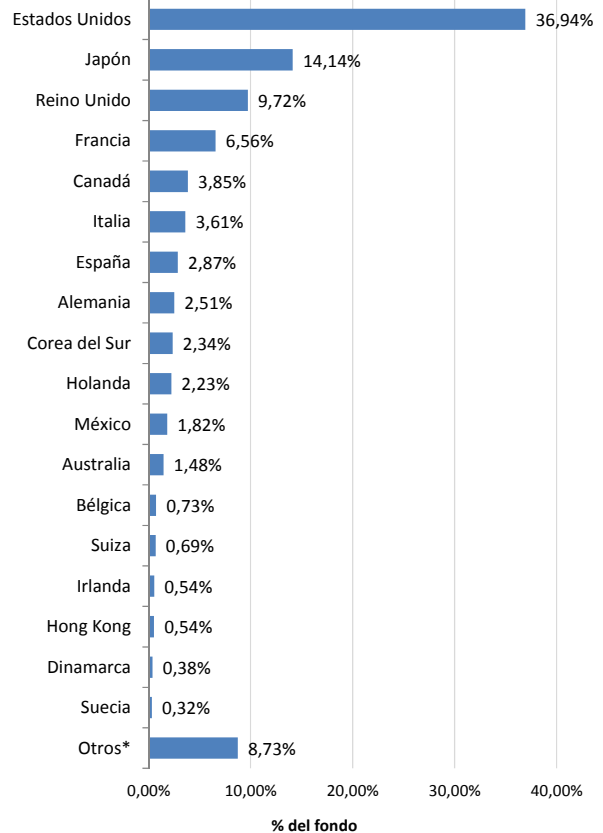 Estados Unidos 36,94%
Japón 14,14%
Reino Unido 9,72%
Francia 6,56%
Canadá 3,85%
Italia 3,61%
España 2,87%
Alemania 2,51%
Corea del Sur 2,34%
Holanda 2,23%
México 1,82%
Australia 1,48%
Bélgica 0,73%
Suiza 0,69%
Irlanda 0,54%
Hong Kong 0,54%
Dinamarca 0,38%
Suecia 0,32%
Otros* 8,73%
0,00% 10,00% 20,00% 30,00% 40,00%
% del fondo